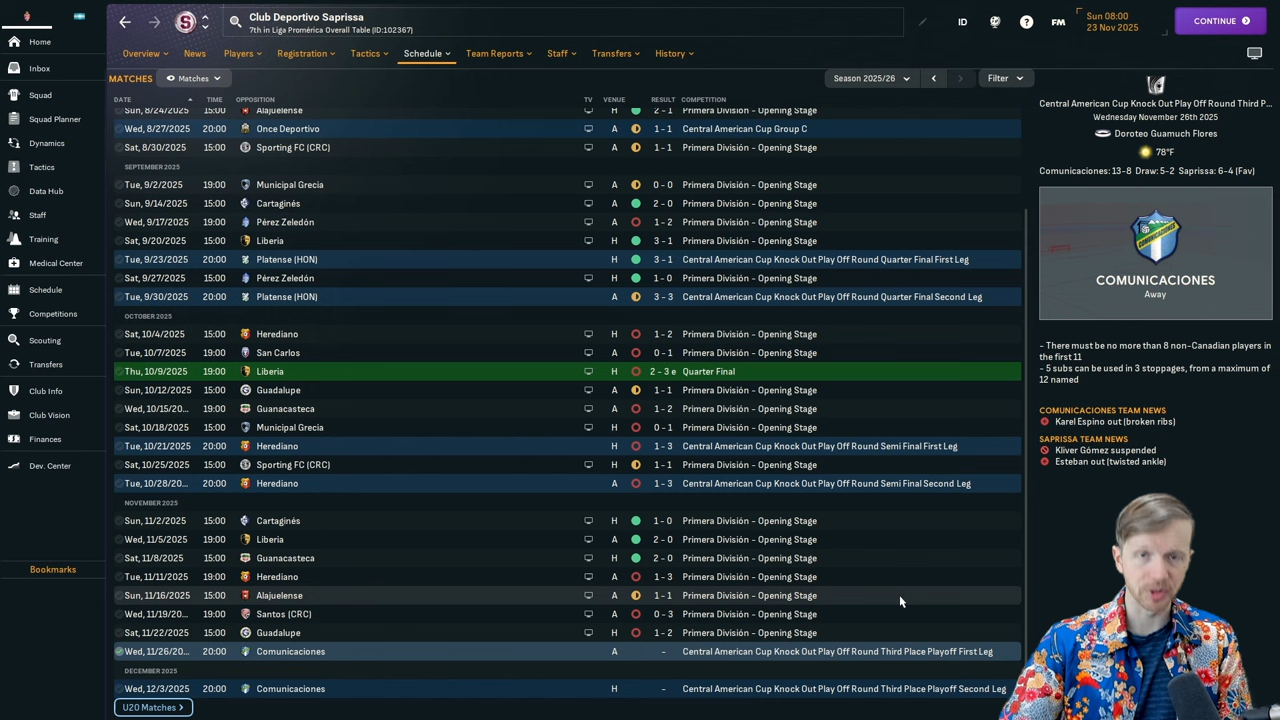 Club Deportivo Saprissa
7th in Liga Promérica Overall Table (ID:102367)
ID
FM
Sun 08:00
23 Nov 2025
CONTINUE
Home
Inbox
Squad
Squad Planner
Dynamics
Tactics
Data Hub
Staff
Training
Medical Center
Schedule
Competitions
Scouting
Transfers
Club Info
Club Vision
Finances
Dev. Center
Bookmarks
Overview News Players Registration Tactics Schedule Team Reports Staff Transfers History
MATCHES Matches Season 2025/26 Filter
DATE TIME OPPOSITION TV VENUE RESULT COMPETITION
Sun, 8/24/2025 15:00 Alajuelense H 2 - 1 Primera División - Opening Stage
Wed, 8/27/2025 20:00 Once Deportivo A 1 - 1 Central American Cup Group C
Sat, 8/30/2025 15:00 Sporting FC (CRC) A 1 - 1 Primera División - Opening Stage
SEPTEMBER 2025
Tue, 9/2/2025 19:00 Municipal Grecia A 0 - 0 Primera División - Opening Stage
Sun, 9/14/2025 15:00 Cartaginés A 2 - 0 Primera División - Opening Stage
Wed, 9/17/2025 19:00 Pérez Zeledón A 1 - 2 Primera División - Opening Stage
Sat, 9/20/2025 15:00 Liberia H 3 - 1 Primera División - Opening Stage
Tue, 9/23/2025 20:00 Platense (HON) H 3 - 1 Central American Cup Knock Out Play Off Round Quarter Final First Leg
Sat, 9/27/2025 15:00 Pérez Zeledón H 1 - 0 Primera División - Opening Stage
Tue, 9/30/2025 20:00 Platense (HON) A 3 - 3 Central American Cup Knock Out Play Off Round Quarter Final Second Leg
OCTOBER 2025
Sat, 10/4/2025 15:00 Herediano H 1 - 2 Primera División - Opening Stage
Tue, 10/7/2025 19:00 San Carlos A 0 - 1 Primera División - Opening Stage
Thu, 10/9/2025 19:00 Liberia H 2 - 3 e Quarter Final
Sun, 10/12/2025 15:00 Guadalupe A 1 - 1 Primera División - Opening Stage
Wed, 10/15/20... 19:00 Guanacasteca A 1 - 2 Primera División - Opening Stage
Sat, 10/18/2025 15:00 Municipal Grecia H 0 - 1 Primera División - Opening Stage
Tue, 10/21/2025 20:00 Herediano H 1 - 3 Central American Cup Knock Out Play Off Round Semi Final First Leg
Sat, 10/25/2025 15:00 Sporting FC (CRC) H 1 - 1 Primera División - Opening Stage
Tue, 10/28/20... 20:00 Herediano A 1 - 3 Central American Cup Knock Out Play Off Round Semi Final Second Leg
NOVEMBER 2025
Sun, 11/2/2025 15:00 Cartaginés H 1 - 0 Primera División - Opening Stage
Wed, 11/5/2025 19:00 Liberia A 2 - 0 Primera División - Opening Stage
Sat, 11/8/2025 15:00 Guanacasteca H 2 - 0 Primera División - Opening Stage
Tue, 11/11/2025 19:00 Herediano A 1 - 3 Primera División - Opening Stage
Sun, 11/16/2025 15:00 Alajuelense A 1 - 1 Primera División - Opening Stage
Wed, 11/19/20... 19:00 Santos (CRC) A 0 - 3 Primera División - Opening Stage
Sat, 11/22/2025 15:00 Guadalupe H 1 - 2 Primera División - Opening Stage
Wed, 11/26/20... 20:00 Comunicaciones A - Central American Cup Knock Out Play Off Round Third Place Playoff First Leg
DECEMBER 2025
Wed, 12/3/2025 20:00 Comunicaciones H - Central American Cup Knock Out Play Off Round Third Place Playoff Second Leg
U20 Matches
Central American Cup Knock Out Play Off Round Third P...
Wednesday November 26th 2025
Doroteo Guamuch Flores
78°F
Comunicaciones: 13-8 Draw: 5-2 Saprissa: 6-4 (Fav)
COMUNICACIONES
Away
- There must be no more than 8 non-Canadian players in
the first 11
- 5 subs can be used in 3 stoppages, from a maximum of
12 named
COMUNICACIONES TEAM NEWS
Karel Espino out (broken ribs)
SAPRISSA TEAM NEWS
Kliver Gómez suspended
Esteban out (twisted ankle)